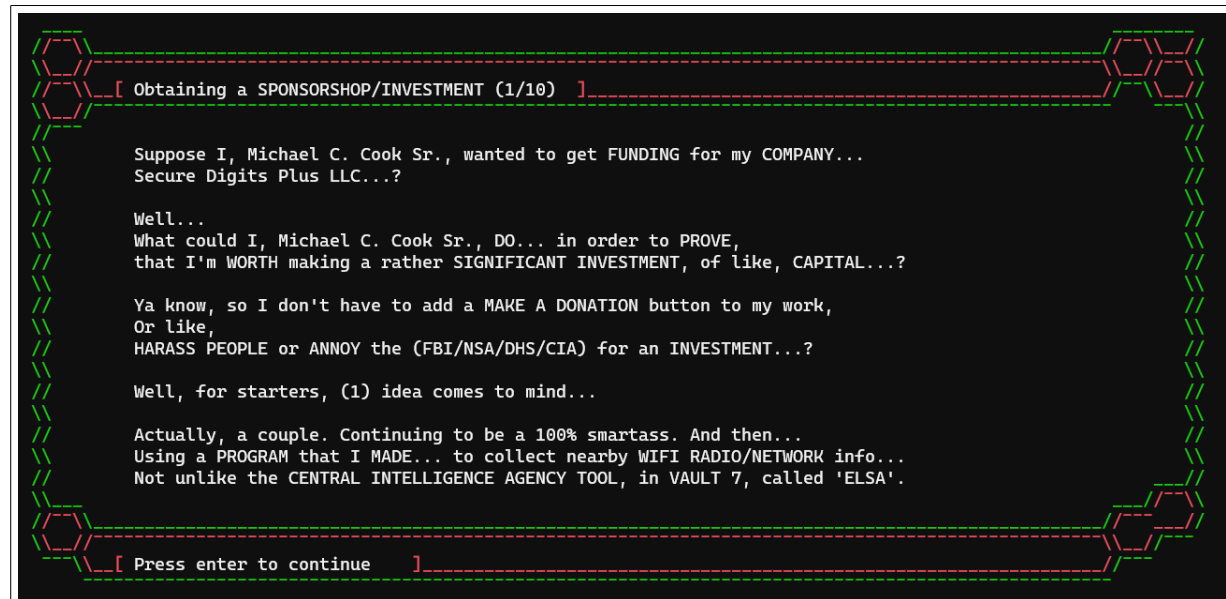 Obtaining a SPONSORSHOP/INVESTMENT (1/10)
Suppose I, Michael C. Cook Sr., wanted to get FUNDING for my COMPANY...
Secure Digits Plus LLC...?
Well...
What could I, Michael C. Cook Sr., DO... in order to PROVE,
that I'm WORTH making a rather SIGNIFICANT INVESTMENT, of like, CAPITAL...?
Ya know, so I don't have to add a MAKE A DONATION button to my work,
Or like,
HARASS PEOPLE or ANNOY the (FBI/NSA/DHS/CIA) for an INVESTMENT...?
Well, for starters, (1) idea comes to mind...
Actually, a couple. Continuing to be a 100% smartass. And then...
Using a PROGRAM that I MADE... to collect nearby WIFI RADIO/NETWORK info...
Not unlike the CENTRAL INTELLIGENCE AGENCY TOOL, in VAULT 7, called 'ELSA'.
Press enter to continue